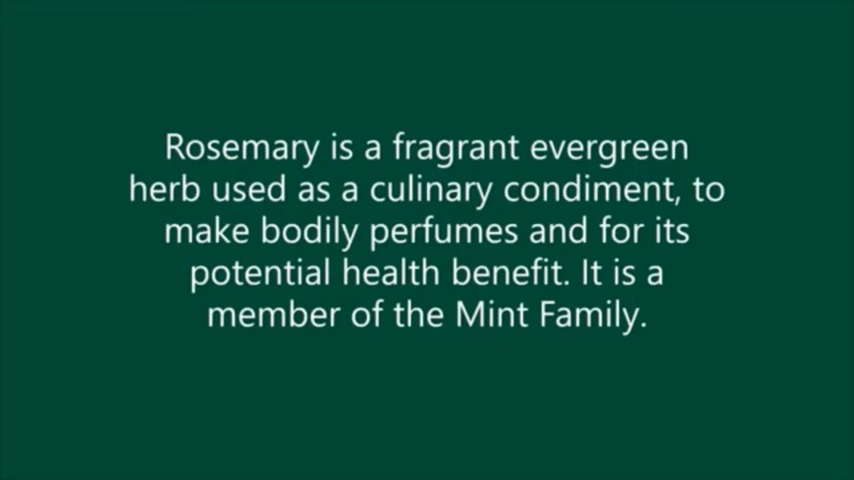 Rosemary is a fragrant evergreen
herb used as a culinary condiment, to
make bodily perfumes and for its
potential health benefit. It is a
member of the Mint Family.